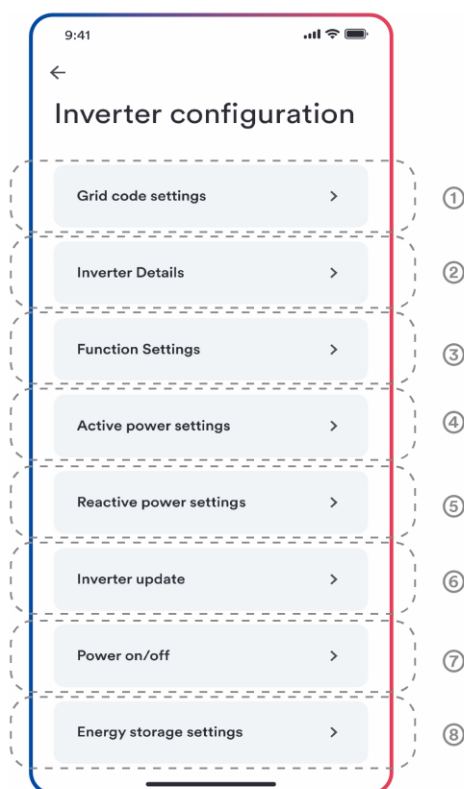 9:41
Inverter configuration
Grid code settings
①
Inverter Details
②
Function Settings
③
Active power settings
④
Reactive power settings
⑤
Inverter update
⑥
Power on/off
⑦
Energy storage settings
⑧